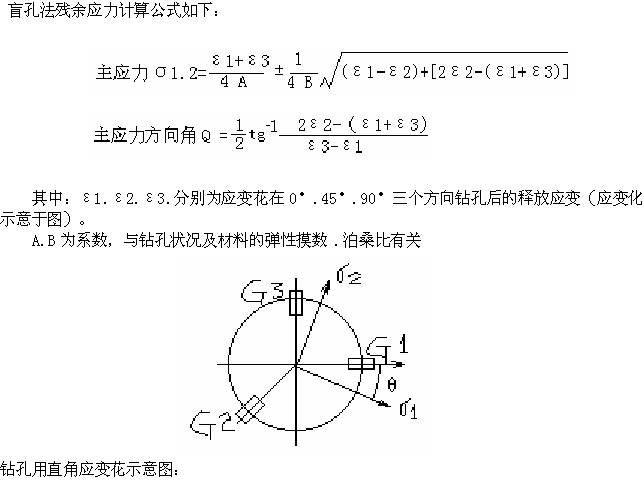 盲孔法残余应力计算公式如下:
主应力σ1.2=ε1+ε3/4 A ± 1/4 B √(ε1-ε2)+[2ε2-(ε1+ε3)]
主应力方向角Q =1/2 tg-1 2ε2-(ε1+ε3)/ε3-ε1
其中: ε1.ε2.ε3.分别为应变花在0°.45°.90°三个方向钻孔后的释放应变(应变化
示意于图)。
A.B为系数,与钻孔状况及材料的弹性摸数.泊桑比有关
G3
σ2
G1
θ
σ1
G2
钻孔用直角应变花示意图: